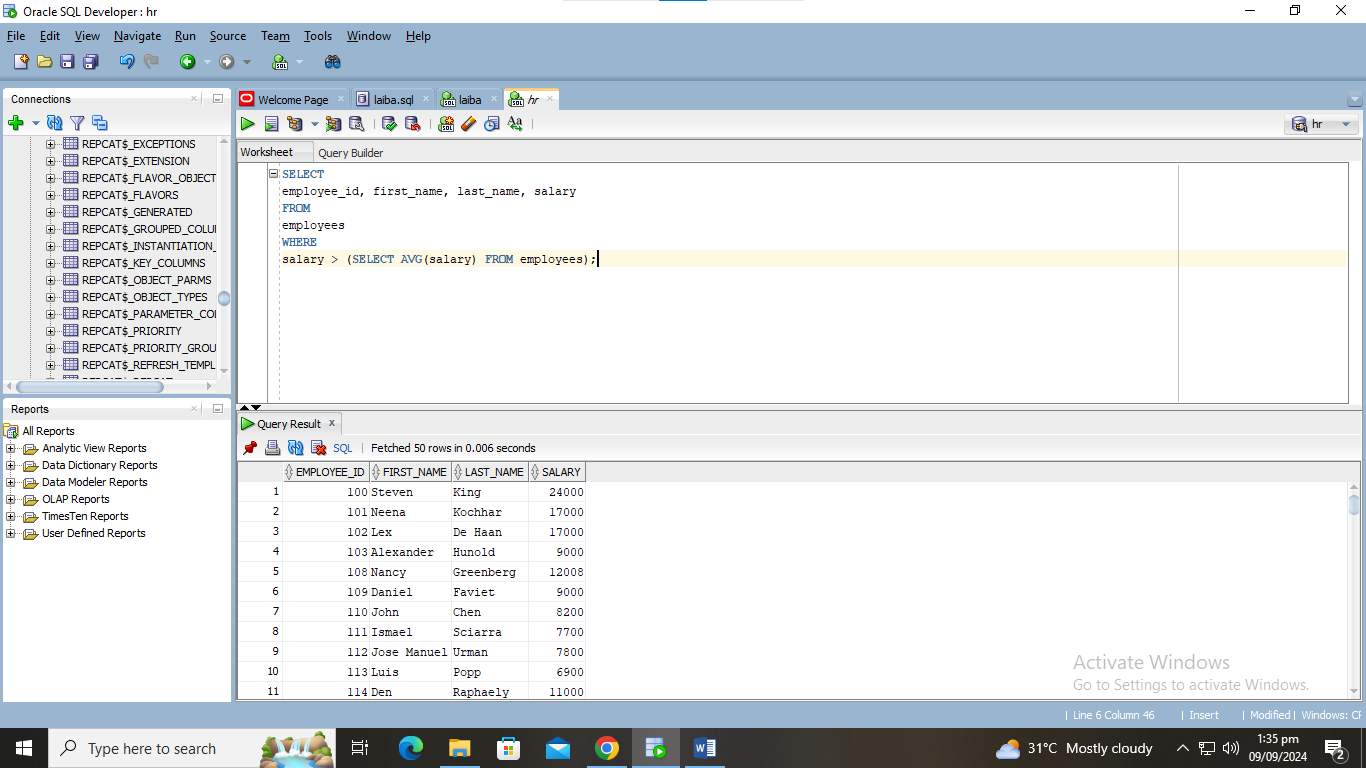 Oracle SQL Developer : hr
File Edit View Navigate Run Source Team Tools Window Help
Connections
REPCAT$_EXCEPTIONS
REPCAT$_EXTENSION
REPCAT$_FLAVOR_OBJECT
REPCAT$_FLAVORS
REPCAT$_GENERATED
REPCAT$_GROUPED_COLU
REPCAT$_INSTANTIATION_
REPCAT$_KEY_COLUMNS
REPCAT$_OBJECT_PARMS
REPCAT$_OBJECT_TYPES
REPCAT$_PARAMETER_CO
REPCAT$_PRIORITY
REPCAT$_PRIORITY_GROU
REPCAT$_REFRESH_TEMPL
Reports
All Reports
Analytic View Reports
Data Dictionary Reports
Data Modeler Reports
OLAP Reports
TimesTen Reports
User Defined Reports
Welcome Page laiba.sql laiba hr
hr
Worksheet Query Builder
SELECT
employee_id, first_name, last_name, salary
FROM
employees
WHERE
salary > (SELECT AVG(salary) FROM employees);
Query Result
SQL | Fetched 50 rows in 0.006 seconds
EMPLOYEE_ID FIRST_NAME LAST_NAME SALARY
1 100 Steven King 24000
2 101 Neena Kochhar 17000
3 102 Lex De Haan 17000
4 103 Alexander Hunold 9000
5 108 Nancy Greenberg 12008
6 109 Daniel Faviet 9000
7 110 John Chen 8200
8 111 Ismael Sciarra 7700
9 112 Jose Manuel Urman 7800
10 113 Luis Popp 6900
11 114 Den Raphaely 11000
Activate Windows
Go to Settings to activate Windows.
| Line 6 Column 46 | Insert | Modified | Windows: CF
Type here to search
31°C Mostly cloudy
1:35 pm
09/09/2024
2